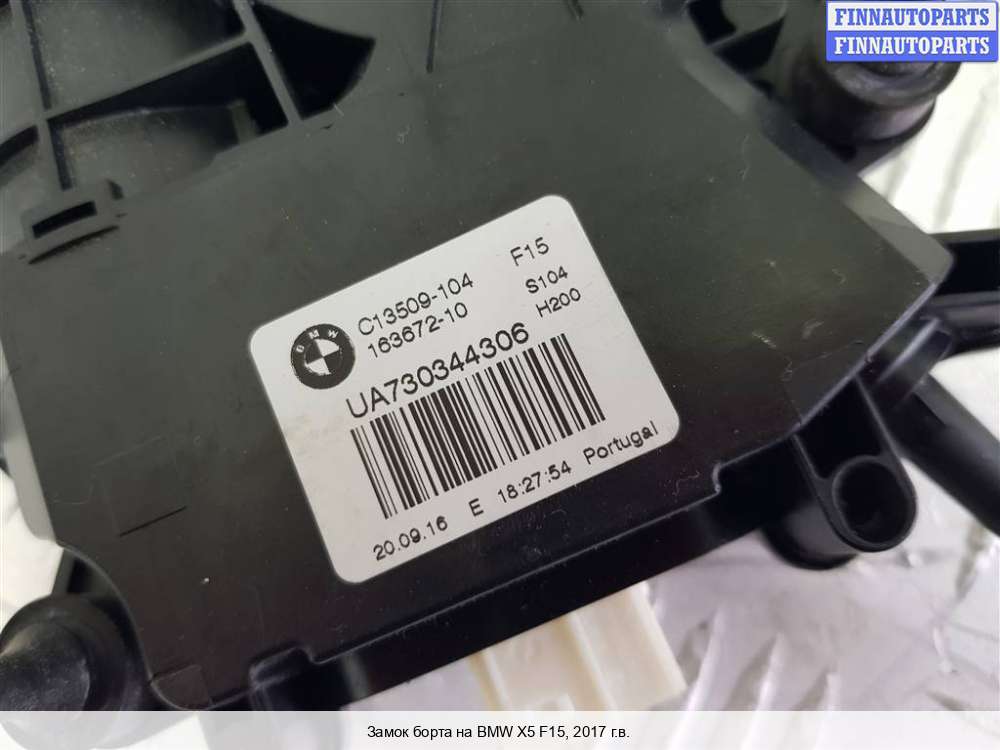 FINNAUTOPARTS
FINNAUTOPARTS
BMW
C13509-104 F15
163672-10 S104
H200
UA730344306
20.09.16 E 18:27:54 Portugal
Замок борта на BMW X5 F15, 2017 г.в.